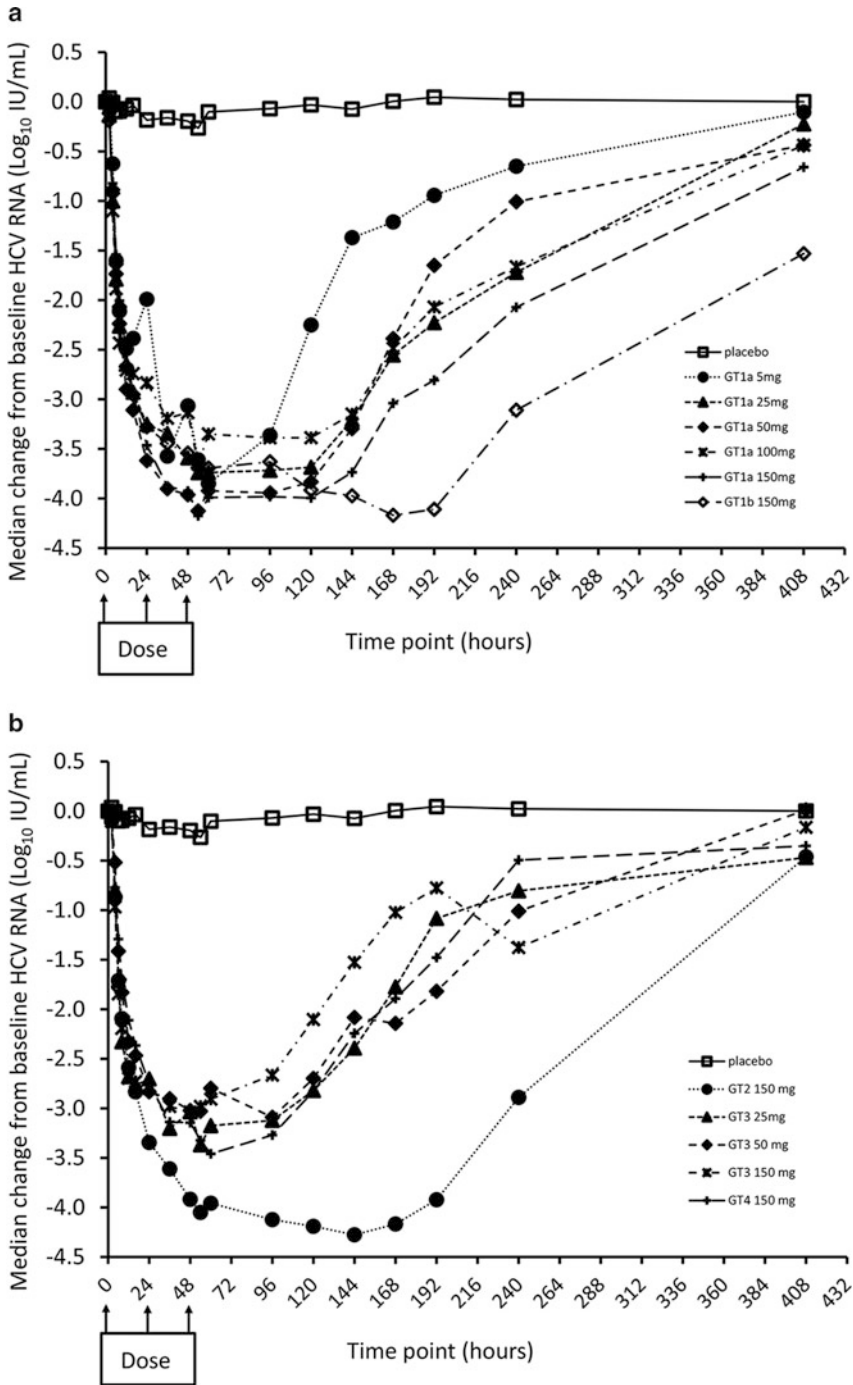 a
Median change from baseline HCV RNA (Log10 IU/mL)
0.5
0.0
-0.5
-1.0
-1.5
-2.0
-2.5
-3.0
-3.5
-4.0
-4.5
placebo
GT1a 5mg
GT1a 25mg
GT1a 50mg
GT1a 100mg
GT1a 150mg
GT1b 150mg
0 24 48 72 96 120 144 168 192 216 240 264 288 312 336 360 384 408 432
Dose
Time point (hours)
b
Median change from baseline HCV RNA (Log10 IU/mL)
0.5
0.0
-0.5
-1.0
-1.5
-2.0
-2.5
-3.0
-3.5
-4.0
-4.5
placebo
GT2 150 mg
GT3 25mg
GT3 50 mg
GT3 150 mg
GT4 150 mg
0 24 48 72 96 120 144 168 192 216 240 264 288 312 336 360 384 408 432
Dose
Time point (hours)